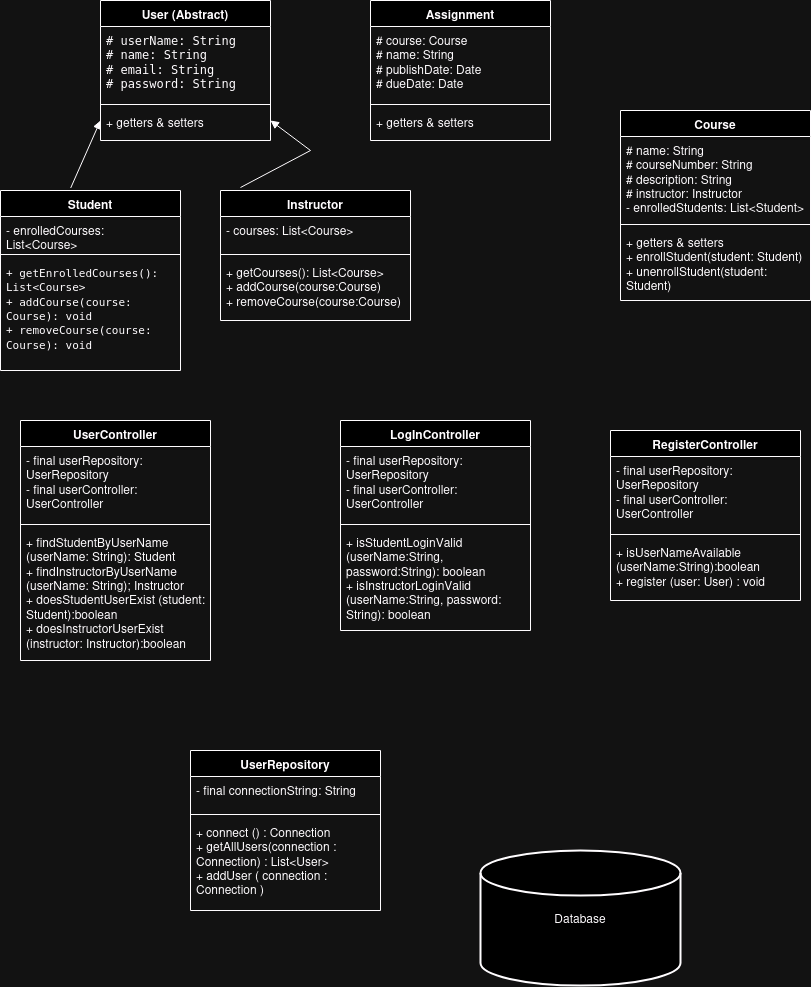 User (Abstract)
# userName: String
# name: String
# email: String
# password: String
+ getters & setters
Assignment
# course: Course
# name: String
# publishDate: Date
# dueDate: Date
+ getters & setters
Course
# name: String
# courseNumber: String
# description: String
# instructor: Instructor
- enrolledStudents: List<Student>
+ getters & setters
+ enrollStudent(student: Student)
+ unenrollStudent(student:
Student)
Student
- enrolledCourses:
List<Course>
+ getEnrolledCourses():
List<Course>
+ addCourse(course:
Course): void
+ removeCourse(course:
Course): void
Instructor
- courses: List<Course>
+ getCourses(): List<Course>
+ addCourse(course:Course)
+ removeCourse(course:Course)
UserController
- final userRepository:
UserRepository
- final userController:
UserController
+ findStudentByUserName
(userName: String): Student
+ findInstructorByUserName
(userName: String); Instructor
+ doesStudentUserExist (student:
Student):boolean
+ doesInstructorUserExist
(instructor: Instructor):boolean
LogInController
- final userRepository:
UserRepository
- final userController:
UserController
+ isStudentLoginValid
(userName:String,
password:String): boolean
+ isInstructorLoginValid
(userName:String, password:
String): boolean
RegisterController
- final userRepository:
UserRepository
- final userController:
UserController
+ isUserNameAvailable
(userName:String):boolean
+ register (user: User) : void
UserRepository
- final connectionString: String
+ connect () : Connection
+ getAllUsers(connection :
Connection) : List<User>
+ addUser ( connection :
Connection )
Database